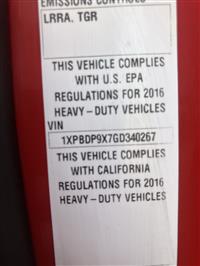 EMISSIONS CONTROLS
LRRA, TGR
THIS VEHICLE COMPLIES
WITH U.S. EPA
REGULATIONS FOR 2016
HEAVY-DUTY VEHICLES
VIN
1XPBDP9X7GD340267
THIS VEHICLE COMPLIES
WITH CALIFORNIA
REGULATIONS FOR 2016
HEAVY-DUTY VEHICLES